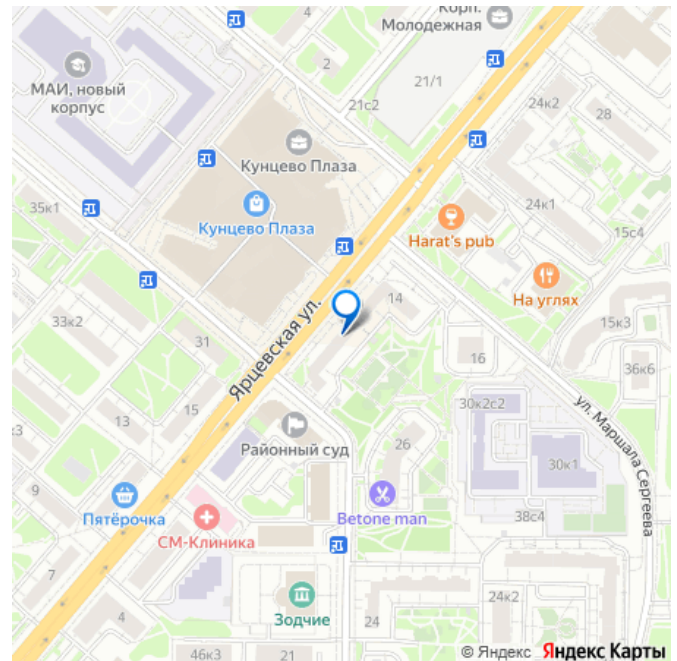 Корп.
Молодежная
4
2
21/1
21с2
МАИ, новый
корпус
24к2
28
Кунцево Плаза
Кунцево Плаза
35к1
24к1
15с4
Harat's pub
На углях
14
Ярцевская ул.
33к2
31
16
15к3
36к6
15
13
30к2с2
ул. Маршала Сергеева
Районный суд
26
30к1
к3
9
Пятёрочка
СМ-Клиника
Betone man
38с4
7
4
Зодчие
24
24к2
46к3
21
© Яндекс Яндекс Карты